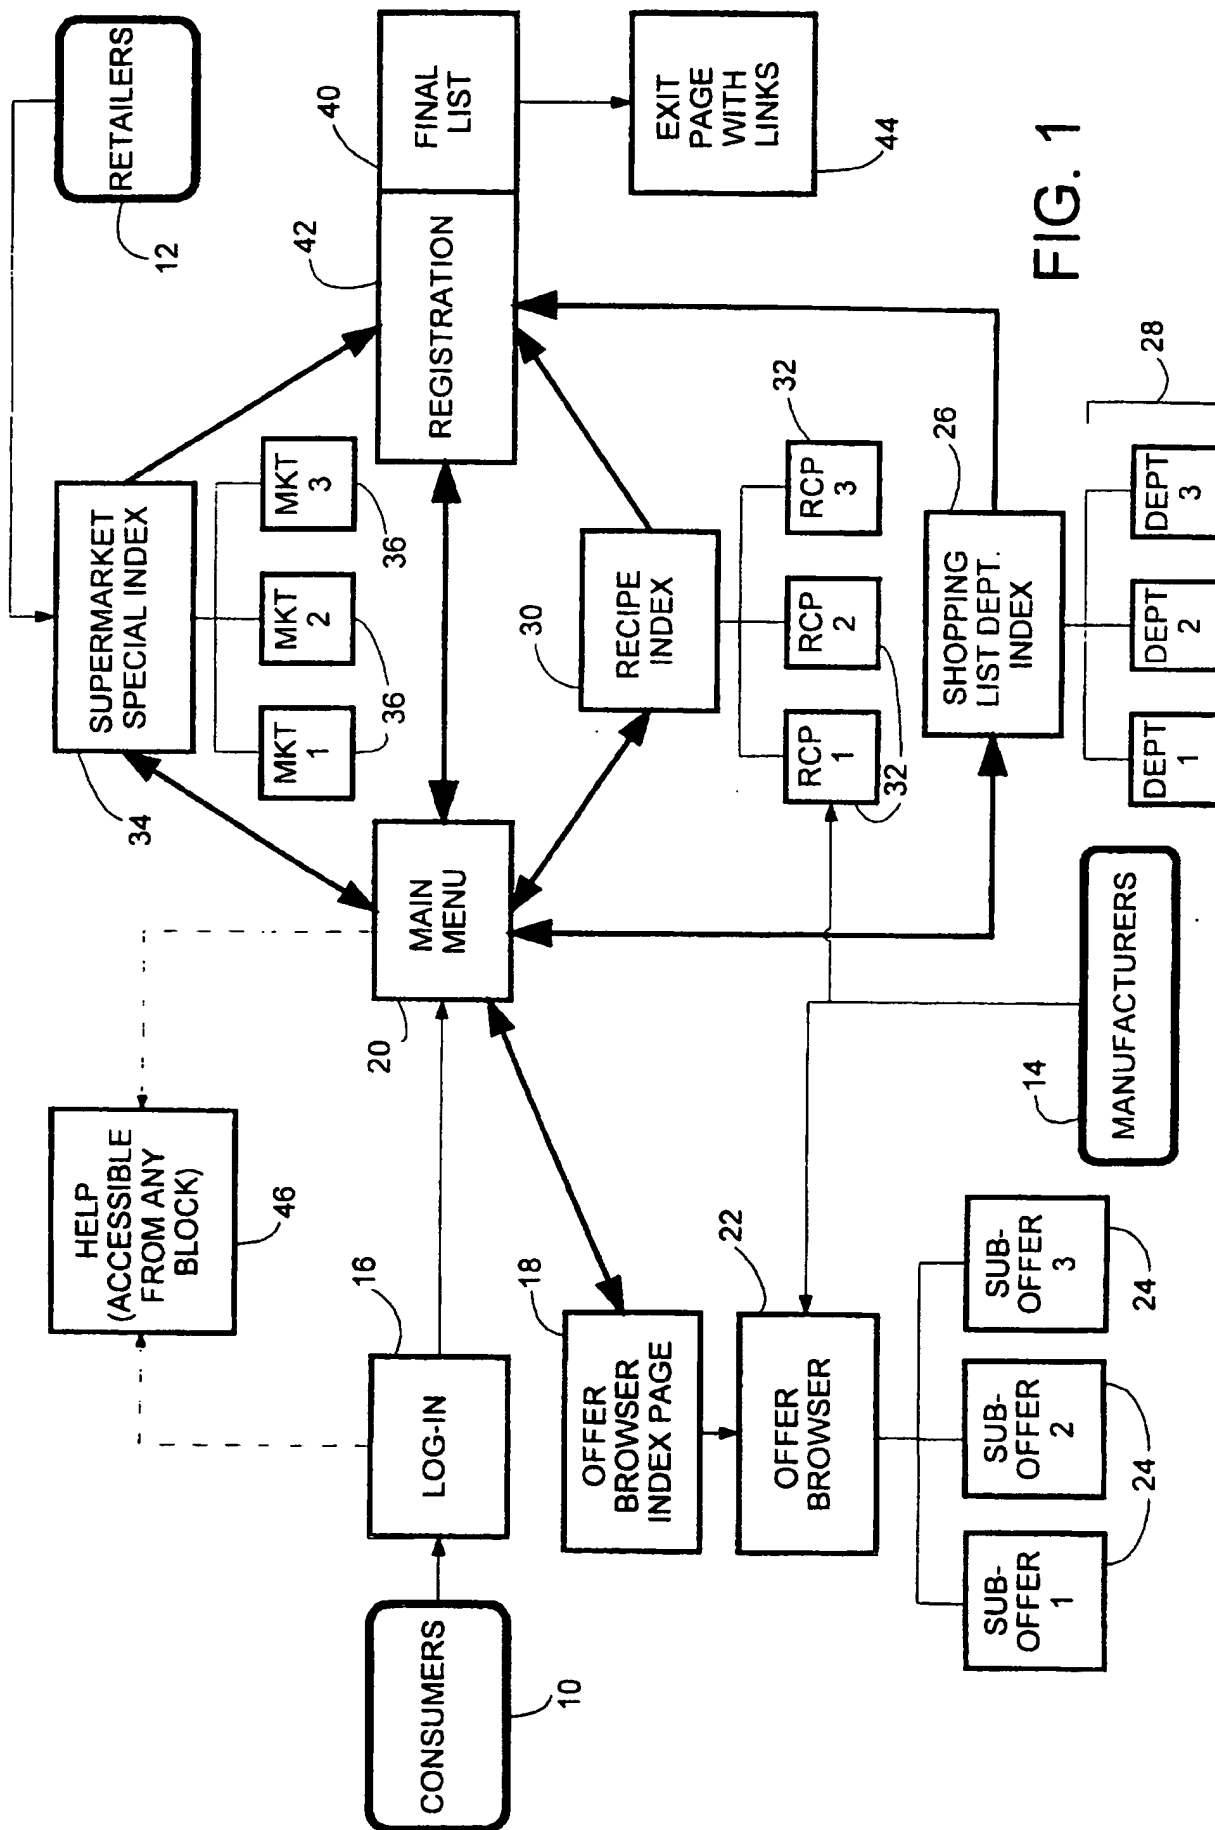 RETAILERS
12
SUPERMARKET
SPECIAL INDEX
34
MKT
1
MKT
2
MKT
3
36
36
HELP
(ACCESSIBLE
FROM ANY
BLOCK)
46
CONSUMERS
10
LOG-IN
16
MAIN
MENU
20
REGISTRATION
42
FINAL
LIST
40
EXIT
PAGE
WITH
LINKS
44
OFFER
BROWSER
INDEX PAGE
18
OFFER
BROWSER
22
SUB-
OFFER
1
SUB-
OFFER
2
SUB-
OFFER
3
24
24
RECIPE
INDEX
30
RCP
1
RCP
2
RCP
3
32
32
SHOPPING
LIST DEPT.
INDEX
26
DEPT
1
DEPT
2
DEPT
3
28
MANUFACTURERS
14
FIG. 1